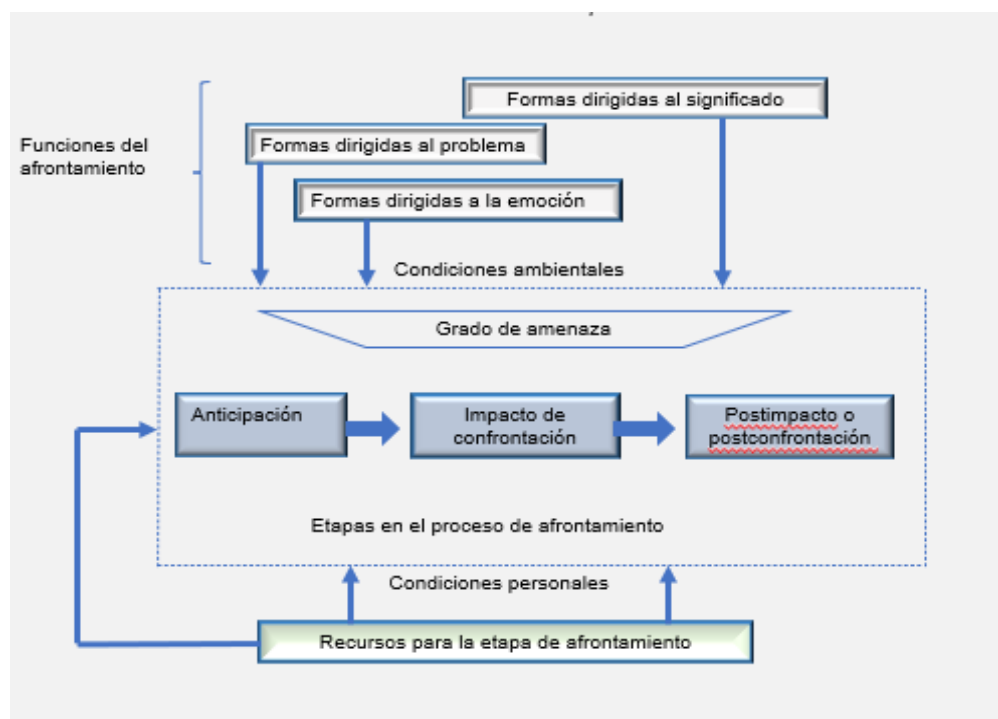 Formas dirigidas al significado
Funciones del
afrontamiento
Formas dirigidas al problema
Formas dirigidas a la emoción
Condiciones ambientales
Grado de amenaza
Anticipación
Impacto de
confrontación
Postimpacto o
postconfrontación
Etapas en el proceso de afrontamiento
Condiciones personales
Recursos para la etapa de afrontamiento